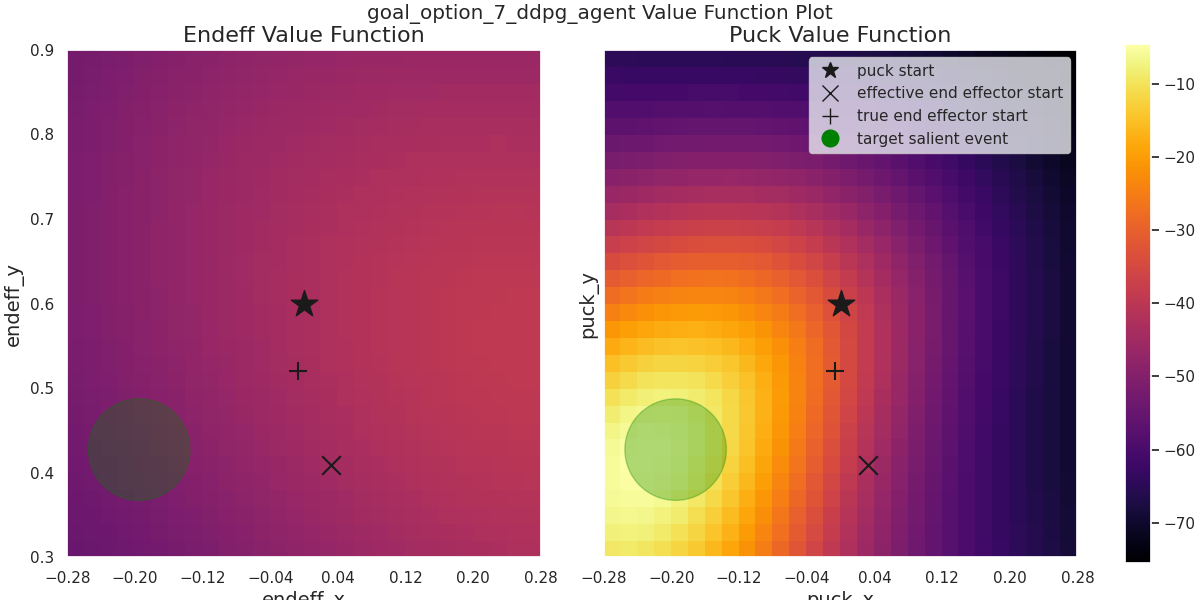 goal_option_7_ddpg_agent Value Function Plot
Endeff Value Function
Puck Value Function
puck start
effective end effector start
true end effector start
target salient event
endeff_y
0.9
0.8
0.7
0.6
0.5
0.4
0.3
−0.28 −0.20 −0.12 −0.04 0.04 0.12 0.20 0.28
endeff_x
puck_y
−0.28 −0.20 −0.12 −0.04 0.04 0.12 0.20 0.28
puck_x
−10
−20
−30
−40
−50
−60
−70